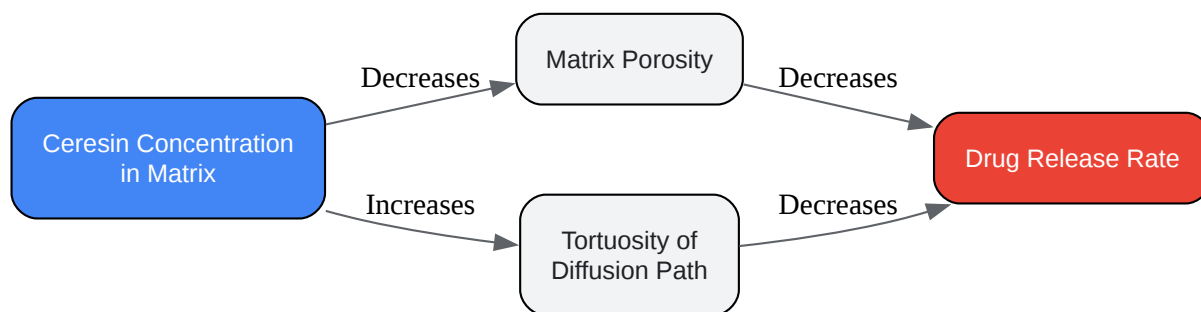 Ceresin Concentration
in Matrix
Decreases
Matrix Porosity
Decreases
Increases
Tortuosity of
Diffusion Path
Decreases
Drug Release Rate